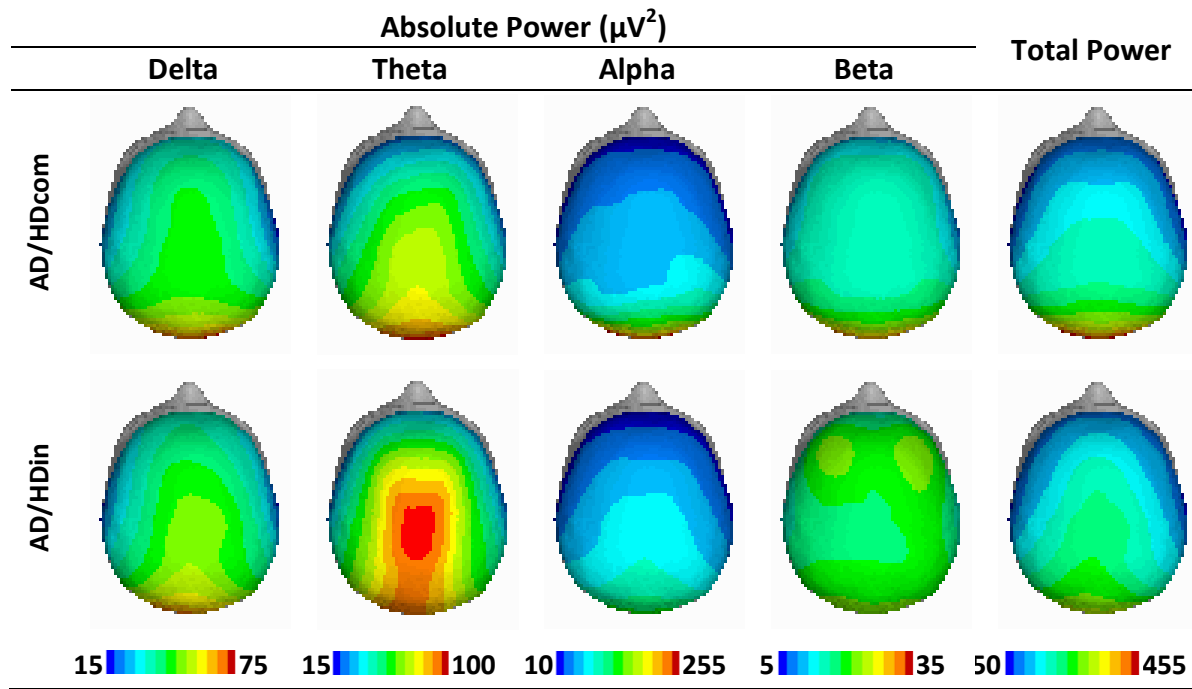 Absolute Power (µV²)
Total Power
Delta Theta Alpha Beta
AD/HDcom
AD/HDin
15 75 15 100 10 255 5 35 50 455